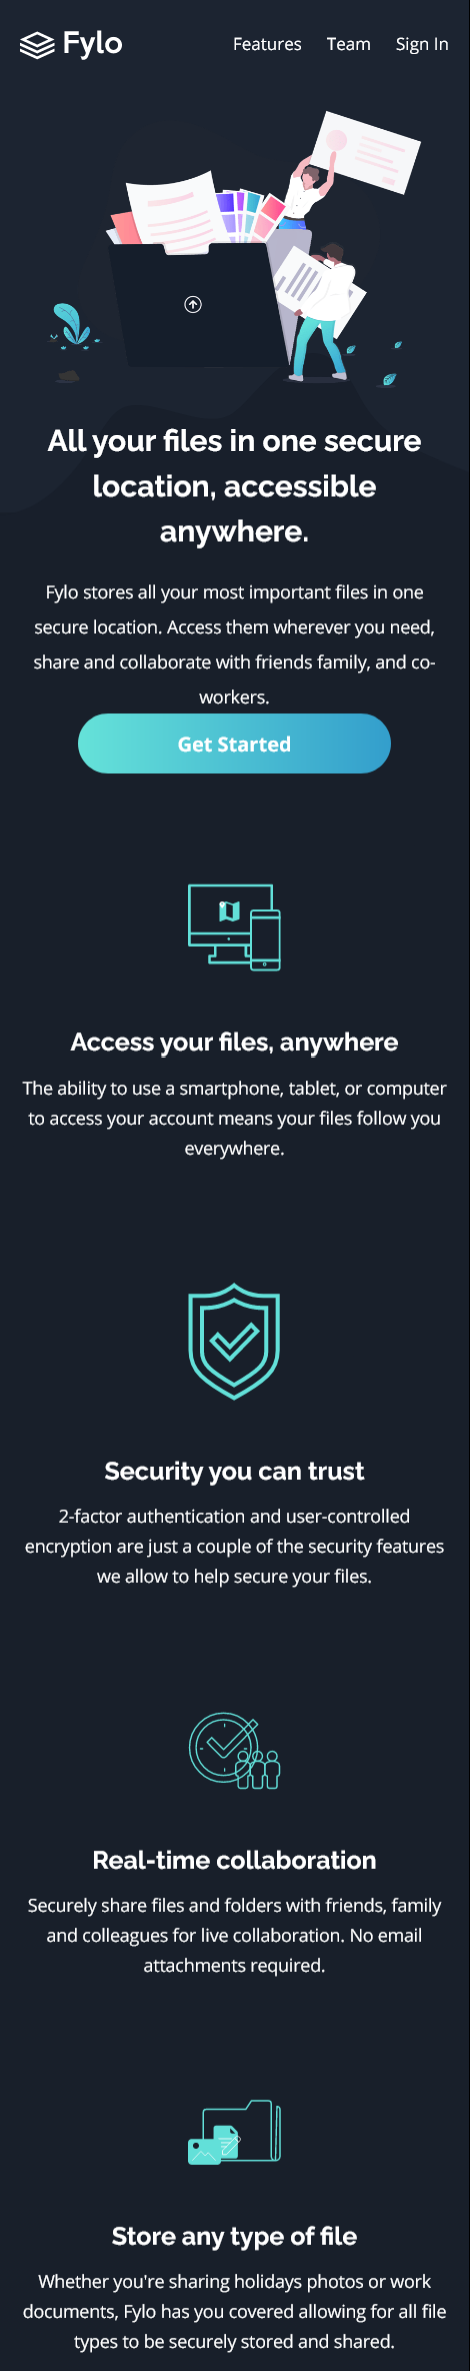 Fylo
Features Team Sign In
All your files in one secure
location, accessible
anywhere.
Fylo stores all your most important files in one
secure location. Access them wherever you need,
share and collaborate with friends family, and co-
workers.
Get Started
Access your files, anywhere
The ability to use a smartphone, tablet, or computer
to access your account means your files follow you
everywhere.
Security you can trust
2-factor authentication and user-controlled
encryption are just a couple of the security features
we allow to help secure your files.
Real-time collaboration
Securely share files and folders with friends, family
and colleagues for live collaboration. No email
attachments required.
Store any type of file
Whether you're sharing holidays photos or work
documents, Fylo has you covered allowing for all file
types to be securely stored and shared.